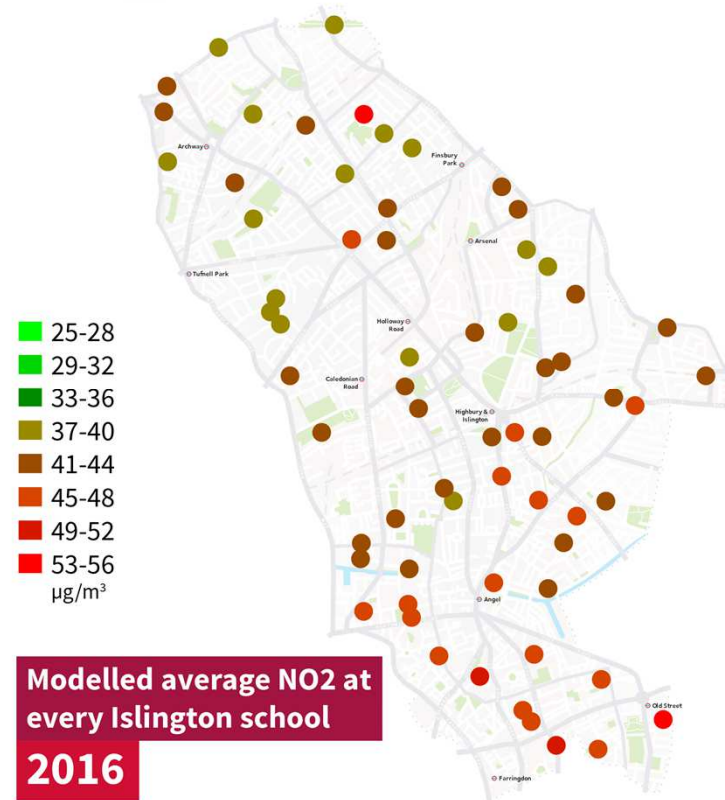 Archway
Finsbury
Park
Arsenal
Tufnell Park
Holloway
Road
Caledonian
Road
Highbury &
Islington
Angel
Old Street
Farringdon
25-28
29-32
33-36
37-40
41-44
45-48
49-52
53-56
µg/m³
Modelled average NO2 at
every Islington school
2016